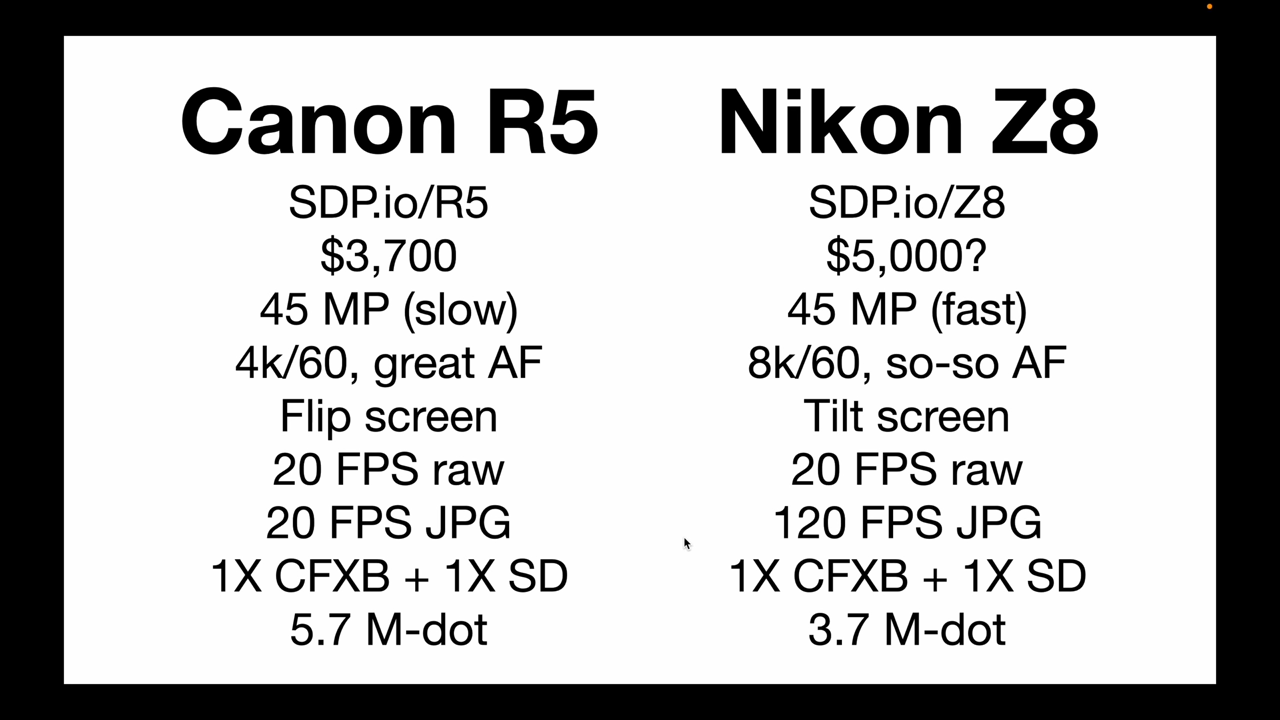 Canon R5
SDP.io/R5
$3,700
45 MP (slow)
4k/60, great AF
Flip screen
20 FPS raw
20 FPS JPG
1X CFXB + 1X SD
5.7 M-dot
Nikon Z8
SDP.io/Z8
$5,000?
45 MP (fast)
8k/60, so-so AF
Tilt screen
20 FPS raw
120 FPS JPG
1X CFXB + 1X SD
3.7 M-dot